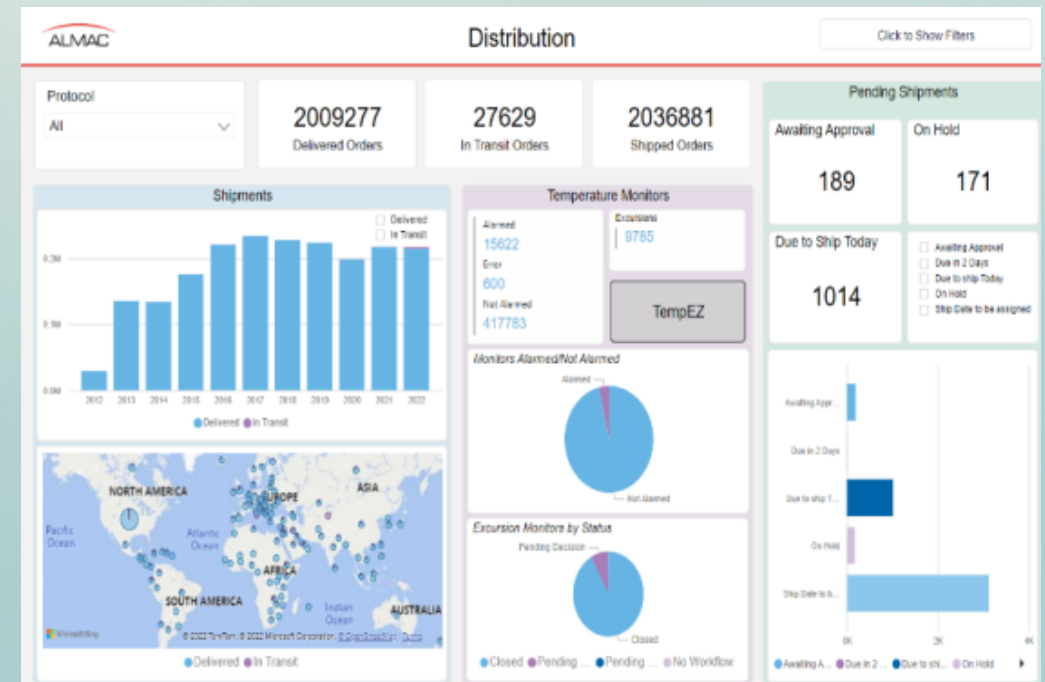 ALMAC
Distribution
Click to Show Filters
Protocol
All
2009277
Delivered Orders
27629
In Transit Orders
2036881
Shipped Orders
Pending Shipments
Awaiting Approval
189
On Hold
171
Due to Ship Today
1014
Awaiting Approval
Due in 2 Days
Due to ship Today
On Hold
Ship Date to be assigned
Shipments
Delivered
In Transit
0.2M
0.1M
0.0M
2012 2013 2014 2015 2016 2017 2018 2019 2020 2021 2022
Delivered In Transit
Temperature Monitors
Alarmed
15622
Error
600
Not Alarmed
417783
Excursions
9785
TempEZ
Monitors Alarmed/Not Alarmed
Alarmed
Not Alarmed
Excursion Monitors by Status
Pending Decision
Closed
Closed Pending ... Pending ... No Workflow
NORTH AMERICA
EUROPE
ASIA
Pacific
Ocean
Atlantic
Ocean
AFRICA
SOUTH AMERICA
Indian
Ocean
AUSTRALIA
Microsoft Bing
© 2022 TomTom, © 2022 Microsoft Corporation, © OpenStreetMap Terms
Delivered In Transit
Awaiting Appr...
Due in 2 Days
Due to ship T...
On Hold
Ship Date to b...
0K 2K 4K
Awaiting A... Due in 2 ... Due to shi... On Hold